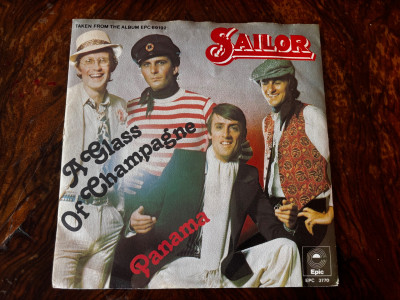 TAKEN FROM THE ALBUM EPC 69192
SAILOR
A Glass
Of Champagne
Panama
Epic
EPC 3770